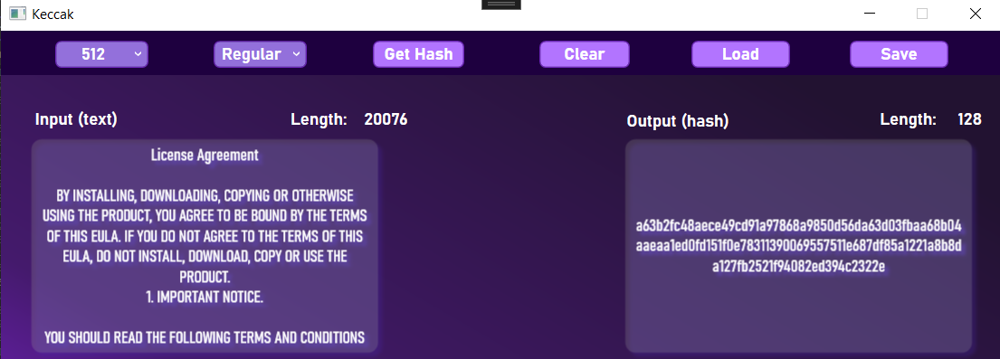 Keccak
512 Regular Get Hash Clear Load Save
Input (text) Length: 20076
License Agreement
BY INSTALLING, DOWNLOADING, COPYING OR OTHERWISE
USING THE PRODUCT, YOU AGREE TO BE BOUND BY THE TERMS
OF THIS EULA. IF YOU DO NOT AGREE TO THE TERMS OF THIS
EULA, DO NOT INSTALL, DOWNLOAD, COPY OR USE THE
PRODUCT.
1. IMPORTANT NOTICE.
YOU SHOULD READ THE FOLLOWING TERMS AND CONDITIONS
Output (hash) Length: 128
a63b2fc48aece49cd91a97868a9850d56da63d03fbaa68b04
aaeaa1ed0fd151f0e78311390069557511e687df85a1221a8b8d
a127fb2521f94082ed394c2322e